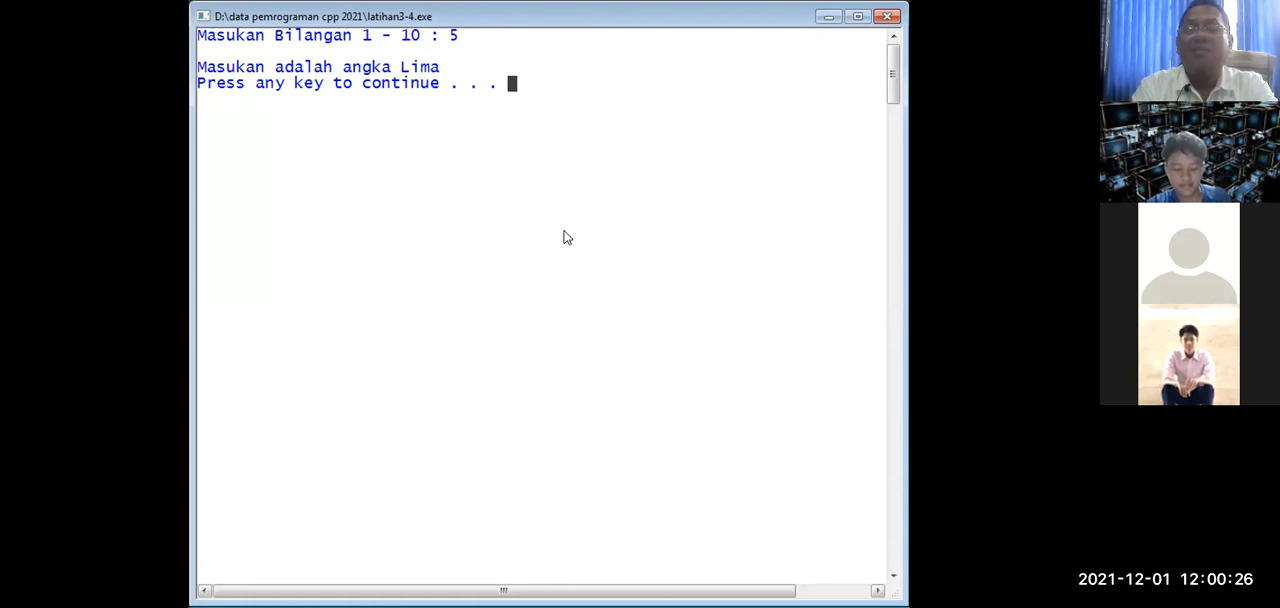 D:\data pemrograman cpp 2021\latihan3-4.exe
Masukan Bilangan 1 - 10 : 5
Masukan adalah angka Lima
Press any key to continue . . .
2021-12-01 12:00:26